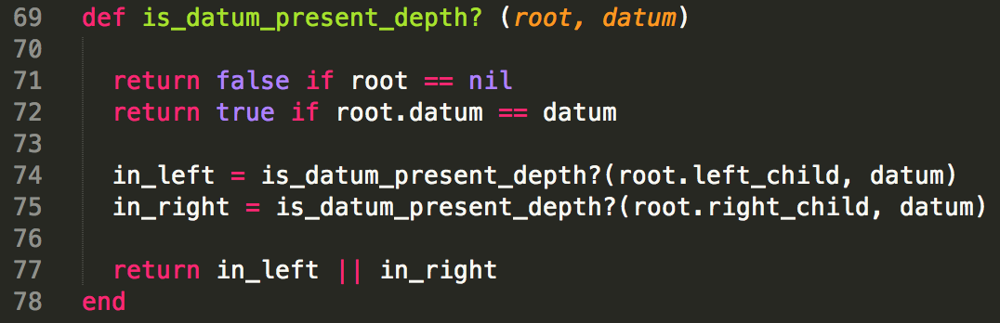 69 def is_datum_present_depth? (root, datum)
70
71 return false if root == nil
72 return true if root.datum == datum
73
74 in_left = is_datum_present_depth?(root.left_child, datum)
75 in_right = is_datum_present_depth?(root.right_child, datum)
76
77 return in_left || in_right
78 end